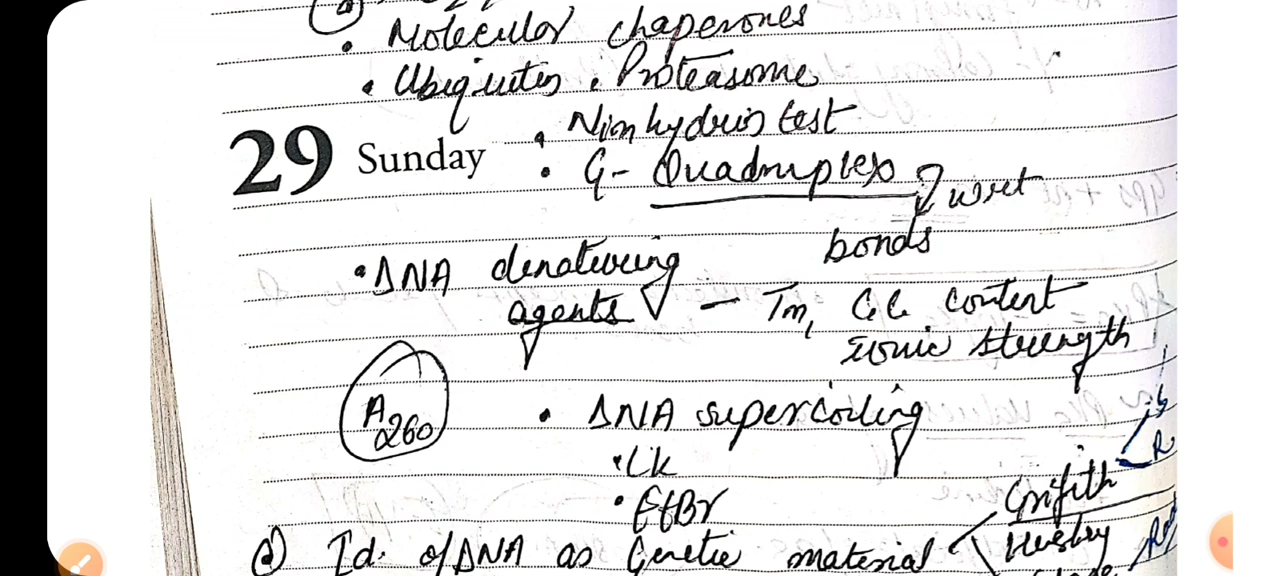 • Molecular chaperones
• Ubiquitin • Proteasome
• Ninhydrin test
29 Sunday
• G- Quadruplex
bonds
• DNA denaturing
agents – Tm, GC content
Ionic strength
A260
• DNA supercoiling
• Lk
• EtBr
Griffith
d) Id. of DNA as Genetic material
Hershey